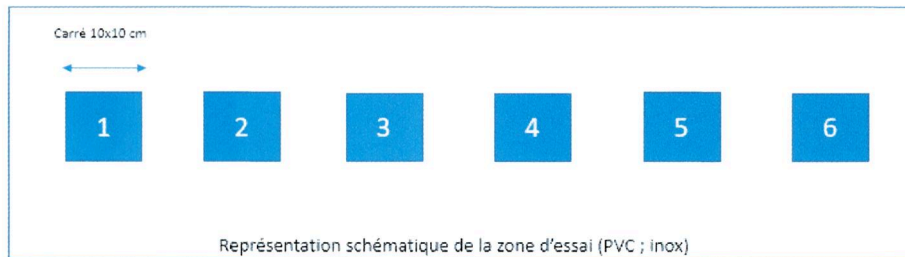 Carré 10x10 cm
1 2 3 4 5 6
Représentation schématique de la zone d'essai (PVC ; inox)